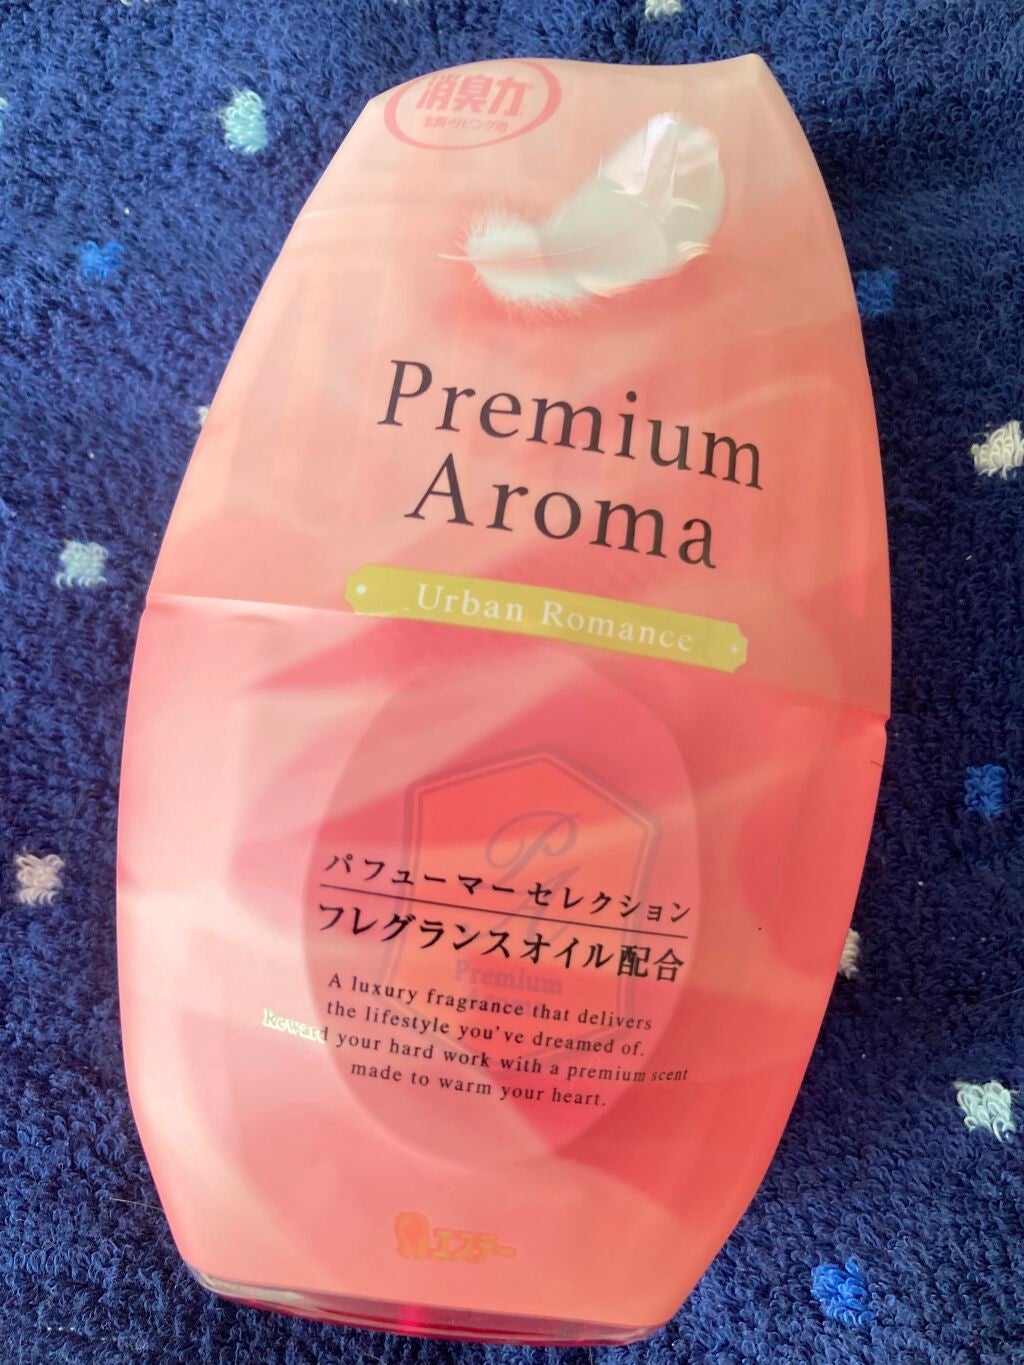 消臭力
玄関・リビング用
Premium
Aroma
Urban Romance
PA
パフューマーセレクション
フレグランスオイル配合
Premium
A luxury fragrance that delivers
the lifestyle you've dreamed of.
Reward your hard work with a premium scent
made to warm your heart.
エステー